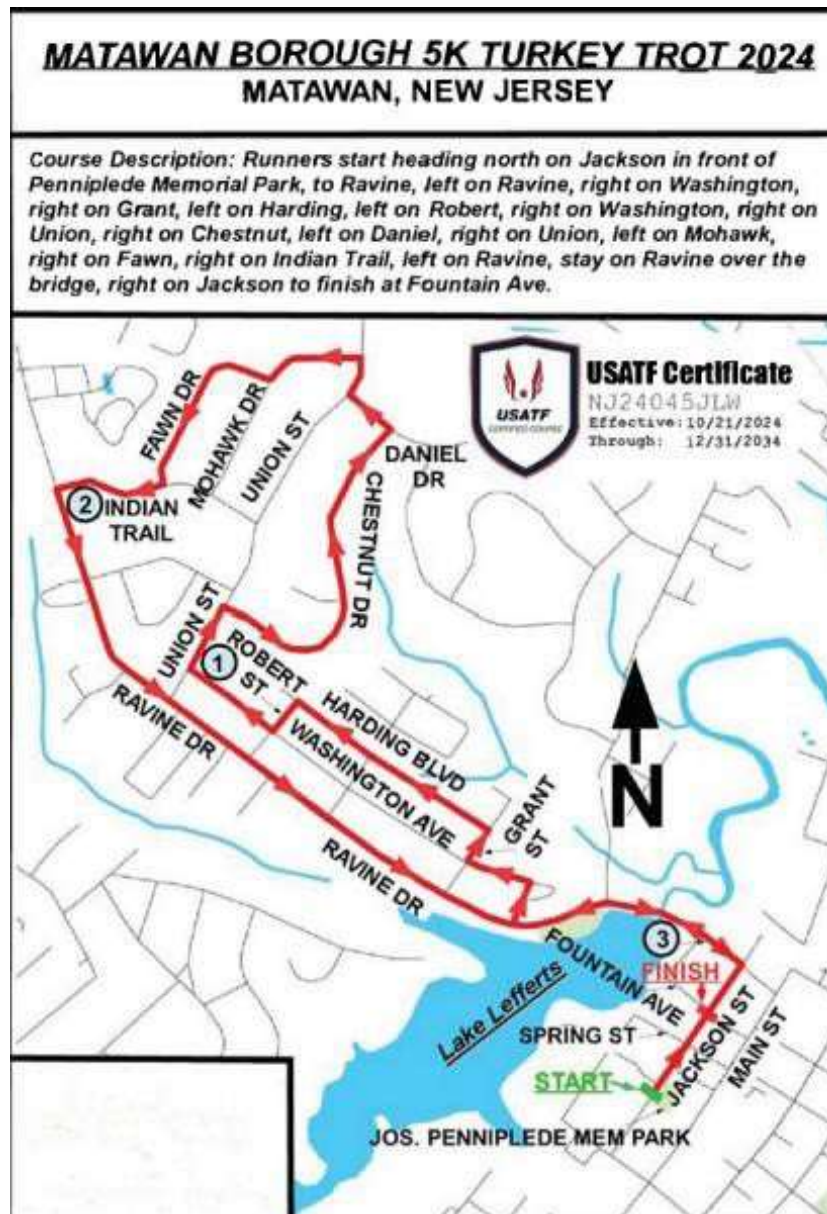 MATAWAN BOROUGH 5K TURKEY TROT 2024
MATAWAN, NEW JERSEY
Course Description: Runners start heading north on Jackson in front of
Penniplede Memorial Park, to Ravine, left on Ravine, right on Washington,
right on Grant, left on Harding, left on Robert, right on Washington, right on
Union, right on Chestnut, left on Daniel, right on Union, left on Mohawk,
right on Fawn, right on Indian Trail, left on Ravine, stay on Ravine over the
bridge, right on Jackson to finish at Fountain Ave.
USATF
CERTIFIED COURSE
USATF Certificate
NJ24045JLW
Effective: 10/21/2024
Through: 12/31/2034
FAWN DR
MOHAWK DR
UNION ST
DANIEL
DR
2
INDIAN
TRAIL
CHESTNUT DR
UNION ST
1
ROBERT
ST
HARDING BLVD
RAVINE DR
WASHINGTON AVE
GRANT
ST
N
RAVINE DR
3
FOUNTAIN AVE
FINISH
Lake Lefferts
SPRING ST
JACKSON ST
MAIN ST
START
JOS. PENNIPLEDE MEM PARK